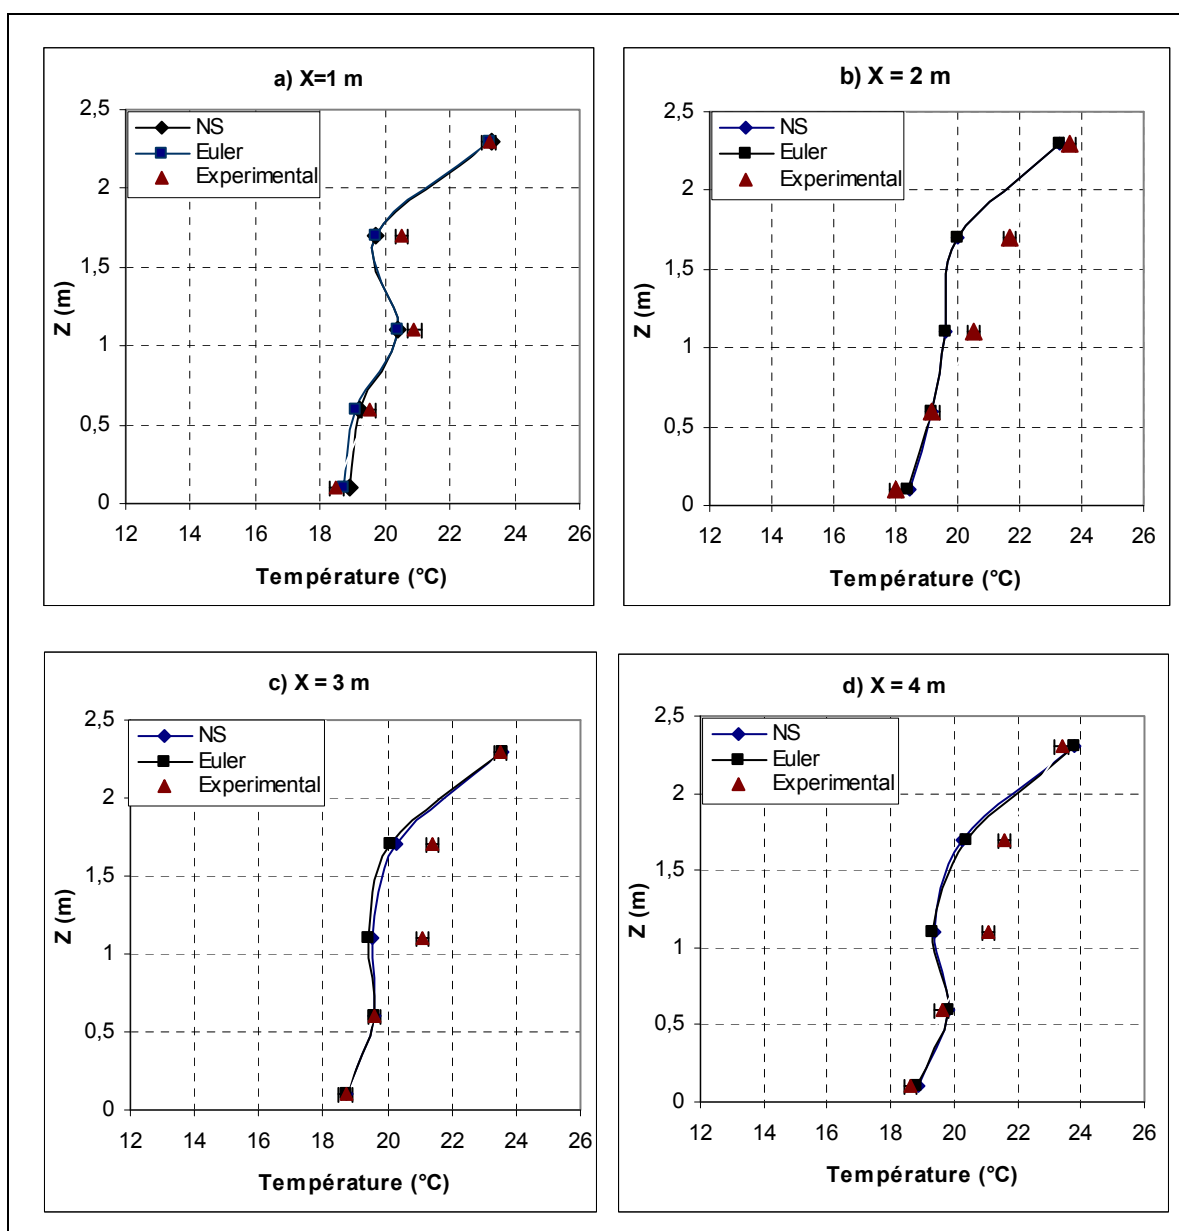 a) X=1 m
2,5
2
1,5
1
0,5
0
Z (m)
NS
Euler
Experimental
12 14 16 18 20 22 24 26
Température (°C)
b) X = 2 m
2,5
2
1,5
1
0,5
0
Z (m)
NS
Euler
Experimental
12 14 16 18 20 22 24 26
Température (°C)
c) X = 3 m
2,5
2
1,5
1
0,5
0
Z (m)
NS
Euler
Experimental
12 14 16 18 20 22 24 26
Température (°C)
d) X = 4 m
2,5
2
1,5
1
0,5
0
Z (m)
NS
Euler
Experimental
12 14 16 18 20 22 24 26
Température (°C)